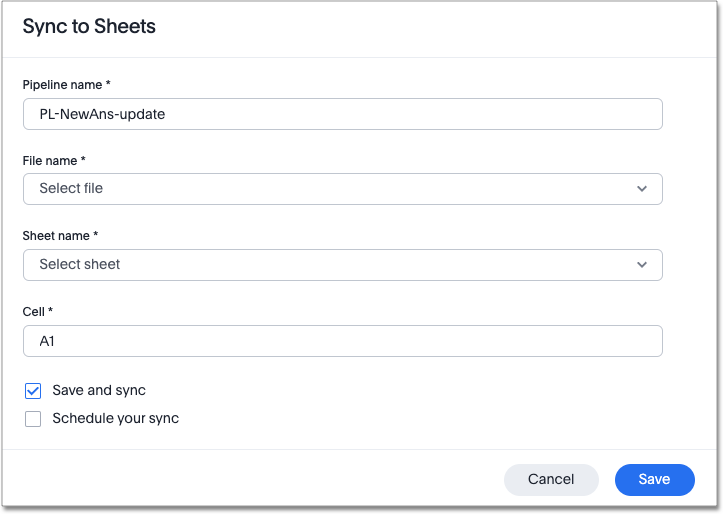 Sync to Sheets
Pipeline name *
PL-NewAns-update
File name *
Select file
Sheet name *
Select sheet
Cell *
A1
Save and sync
Schedule your sync
Cancel
Save